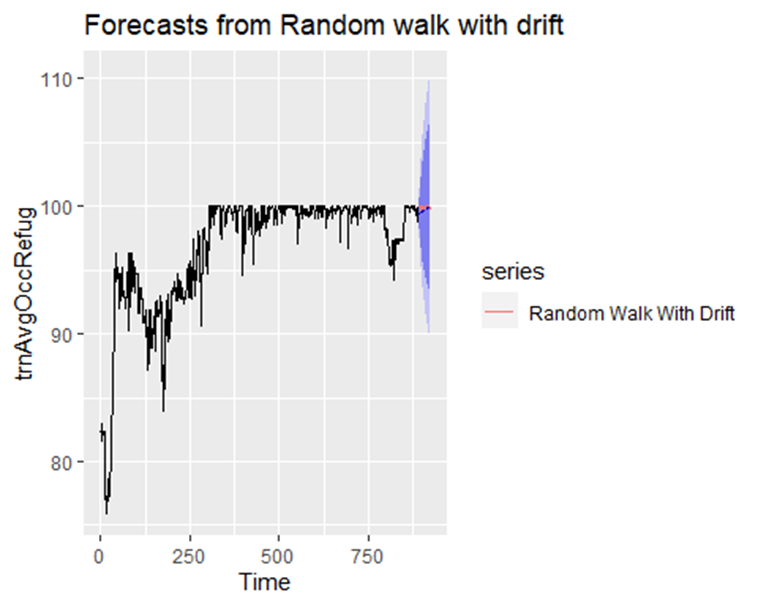 Forecasts from Random walk with drift
110
100
90
80
trnAvgOccRefug
0 250 500 750
Time
series
Random Walk With Drift